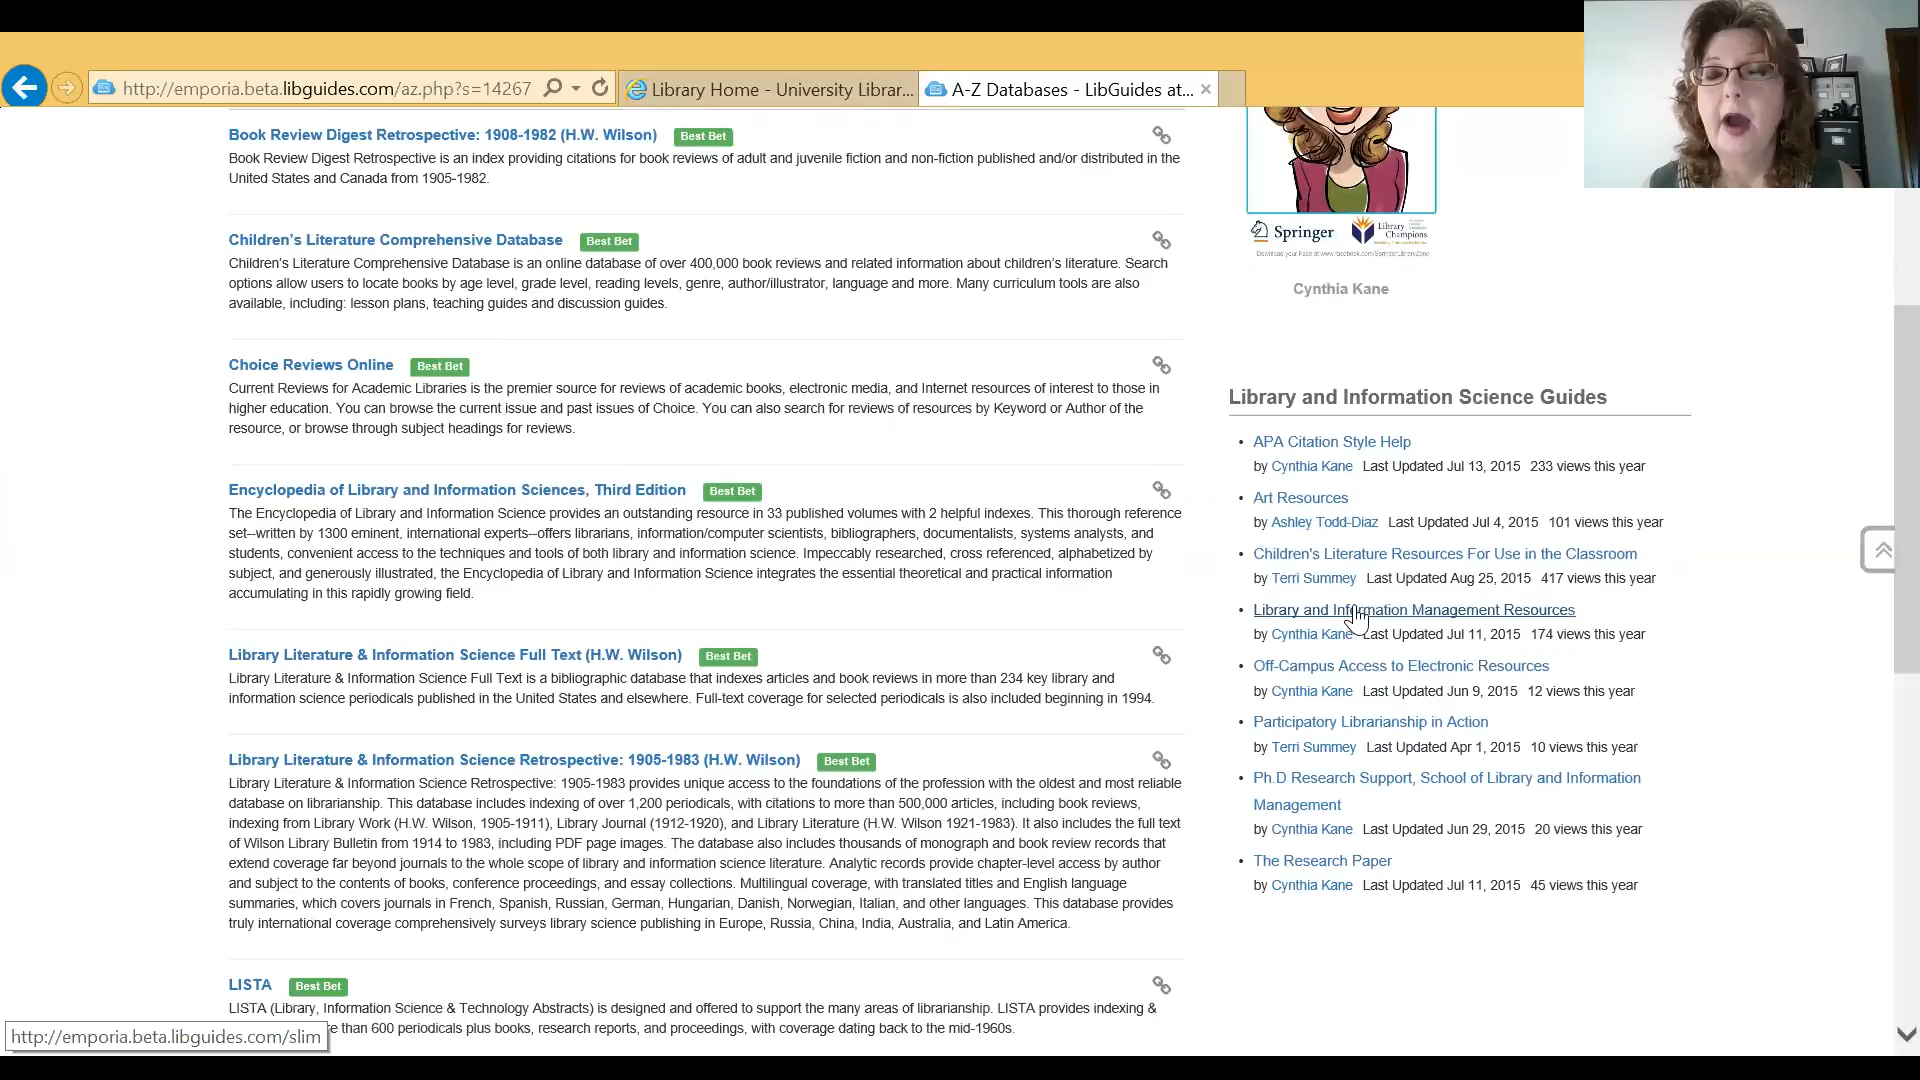 http://emporia.beta.libguides.com/az.php?s=14267
Library Home - University Librar...
A-Z Databases - LibGuides at...
Book Review Digest Retrospective: 1908-1982 (H.W. Wilson) Best Bet
Book Review Digest Retrospective is an index providing citations for book reviews of adult and juvenile fiction and non-fiction published and/or distributed in the
United States and Canada from 1905-1982.
Children's Literature Comprehensive Database Best Bet
Children's Literature Comprehensive Database is an online database of over 400,000 book reviews and related information about children's literature. Search
options allow users to locate books by age level, grade level, reading levels, genre, author/illustrator, language and more. Many curriculum tools are also
available, including: lesson plans, teaching guides and discussion guides.
Choice Reviews Online Best Bet
Current Reviews for Academic Libraries is the premier source for reviews of academic books, electronic media, and Internet resources of interest to those in
higher education. You can browse the current issue and past issues of Choice. You can also search for reviews of resources by Keyword or Author of the
resource, or browse through subject headings for reviews.
Encyclopedia of Library and Information Sciences, Third Edition Best Bet
The Encyclopedia of Library and Information Science provides an outstanding resource in 33 published volumes with 2 helpful indexes. This thorough reference
set--written by 1300 eminent, international experts--offers librarians, information/computer scientists, bibliographers, documentalists, systems analysts, and
students, convenient access to the techniques and tools of both library and information science. Impeccably researched, cross referenced, alphabetized by
subject, and generously illustrated, the Encyclopedia of Library and Information Science integrates the essential theoretical and practical information
accumulating in this rapidly growing field.
Library Literature & Information Science Full Text (H.W. Wilson) Best Bet
Library Literature & Information Science Full Text is a bibliographic database that indexes articles and book reviews in more than 234 key library and
information science periodicals published in the United States and elsewhere. Full-text coverage for selected periodicals is also included beginning in 1994.
Library Literature & Information Science Retrospective: 1905-1983 (H.W. Wilson) Best Bet
Library Literature & Information Science Retrospective: 1905-1983 provides unique access to the foundations of the profession with the oldest and most reliable
database on librarianship. This database includes indexing of over 1,200 periodicals, with citations to more than 500,000 articles, including book reviews,
indexing from Library Work (H.W. Wilson, 1905-1911), Library Journal (1912-1920), and Library Literature (H.W. Wilson 1921-1983). It also includes the full text
of Wilson Library Bulletin from 1914 to 1983, including PDF page images. The database also includes thousands of monograph and book review records that
extend coverage far beyond journals to the whole scope of library and information science literature. Analytic records provide chapter-level access by author
and subject to the contents of books, conference proceedings, and essay collections. Multilingual coverage, with translated titles and English language
summaries, which covers journals in French, Spanish, Russian, German, Hungarian, Danish, Norwegian, Italian, and other languages. This database provides
truly international coverage comprehensively surveys library science publishing in Europe, Russia, China, India, Australia, and Latin America.
LISTA Best Bet
LISTA (Library, Information Science & Technology Abstracts) is designed and offered to support the many areas of librarianship. LISTA provides indexing &
re than 600 periodicals plus books, research reports, and proceedings, with coverage dating back to the mid-1960s.
http://emporia.beta.libguides.com/slim
Springer
Library
Champions
Download your Face at www.facebook.com/SpringerLibraryZone
Cynthia Kane
Library and Information Science Guides
• APA Citation Style Help
by Cynthia Kane Last Updated Jul 13, 2015 233 views this year
• Art Resources
by Ashley Todd-Diaz Last Updated Jul 4, 2015 101 views this year
• Children's Literature Resources For Use in the Classroom
by Terri Summey Last Updated Aug 25, 2015 417 views this year
• Library and Information Management Resources
by Cynthia Kane Last Updated Jul 11, 2015 174 views this year
• Off-Campus Access to Electronic Resources
by Cynthia Kane Last Updated Jun 9, 2015 12 views this year
• Participatory Librarianship in Action
by Terri Summey Last Updated Apr 1, 2015 10 views this year
• Ph.D Research Support, School of Library and Information
Management
by Cynthia Kane Last Updated Jun 29, 2015 20 views this year
• The Research Paper
by Cynthia Kane Last Updated Jul 11, 2015 45 views this year